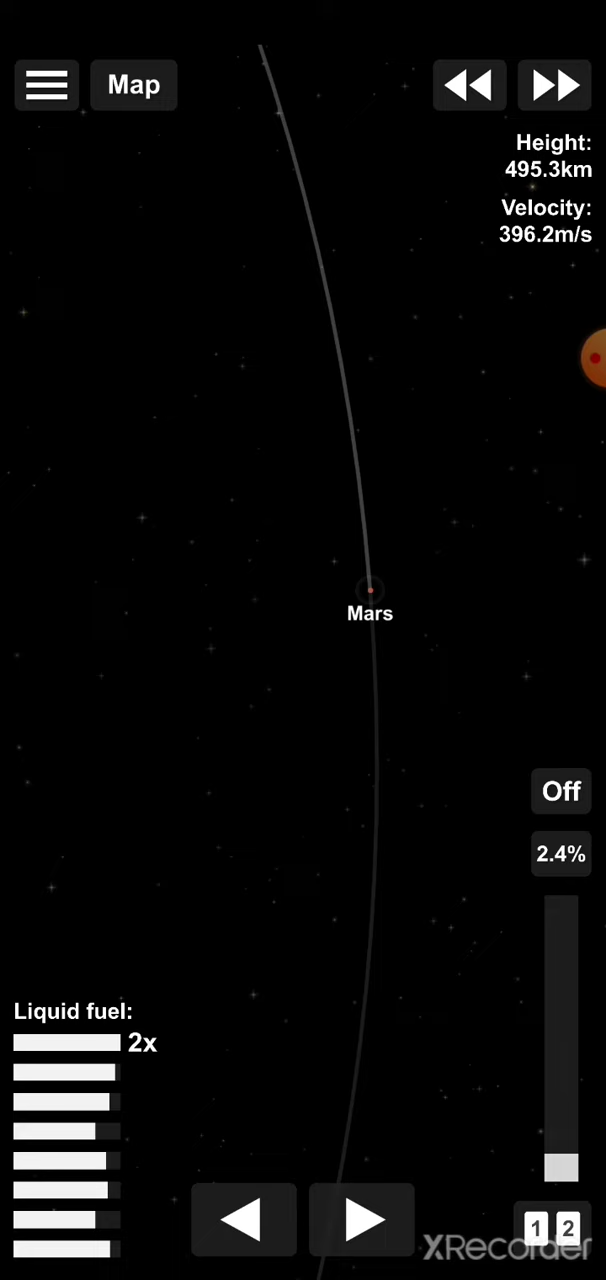 Map
Height:
495.3km
Velocity:
396.2m/s
Mars
Off
2.4%
Liquid fuel:
2x
1 2
XRecorder